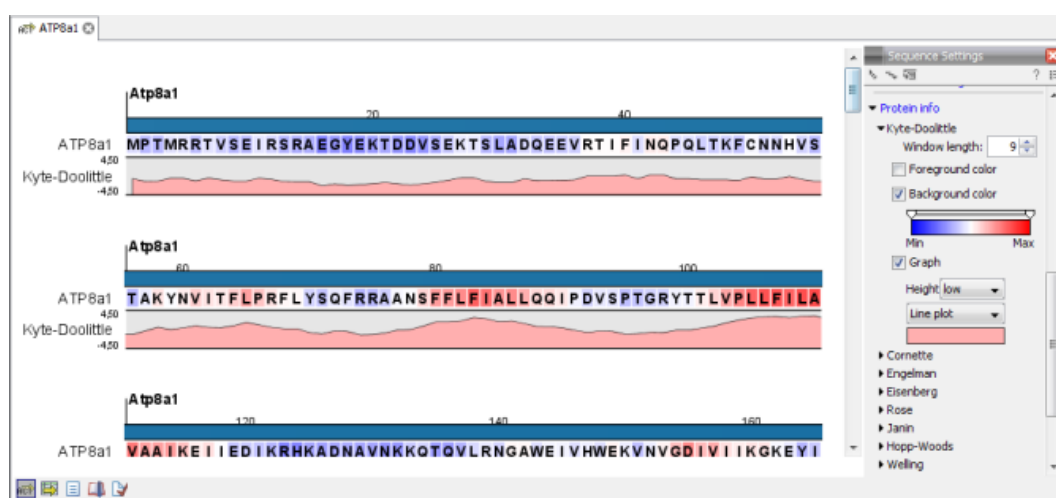 ATP8a1
Sequence Settings
Atp8a1
20 40
ATP8a1 MPTMRRTVSEIRSRAEGYEKTDDVSEKTSLADQEEVRTIFINQPQLTKFCNNHVS
4,50
Kyte-Doolittle
-4,50
Atp8a1
60 80 100
ATP8a1 TAKYNVITFLPRFLYSQFRRAANSFFLFIALLQQIPDVSPTGRYTTLVPLLFILA
4,50
Kyte-Doolittle
-4,50
Atp8a1
120 140 160
ATP8a1 VAAIKEIIEDIKRHKADNAVNKKQTQVLRNGAWEIVHWEKVNVGDIVIIKGKEYI
?
Protein info
Kyte-Doolittle
Window length: 9
Foreground color
Background color
Min Max
Graph
Height low
Line plot
Cornette
Engelman
Eisenberg
Rose
Janin
Hopp-Woods
Welling